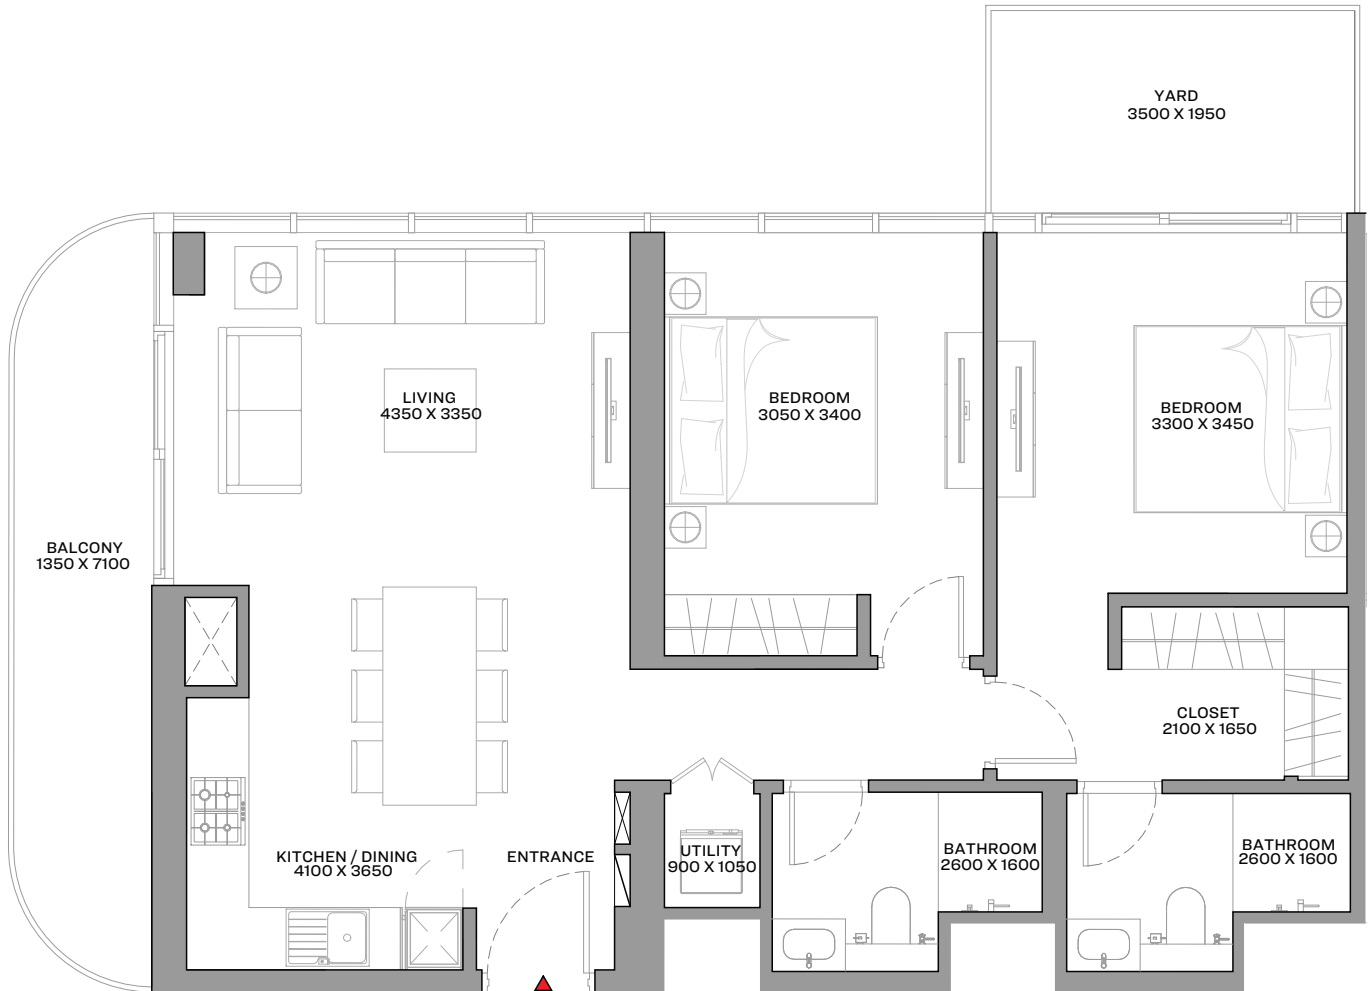 YARD
3500 X 1950
LIVING
4350 X 3350
BEDROOM
3050 X 3400
BEDROOM
3300 X 3450
BALCONY
1350 X 7100
CLOSET
2100 X 1650
KITCHEN / DINING
4100 X 3650
ENTRANCE
UTILITY
900 X 1050
BATHROOM
2600 X 1600
BATHROOM
2600 X 1600